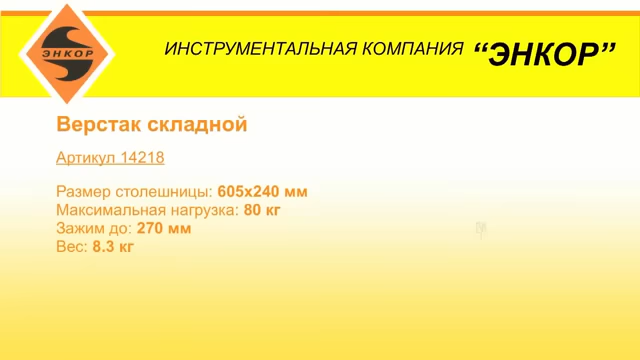 ЭНКОР
ИНСТРУМЕНТАЛЬНАЯ КОМПАНИЯ “ЭНКОР”
Верстак складной
Артикул 14218
Размер столешницы: 605х240 мм
Максимальная нагрузка: 80 кг
Зажим до: 270 мм
Вес: 8.3 кг